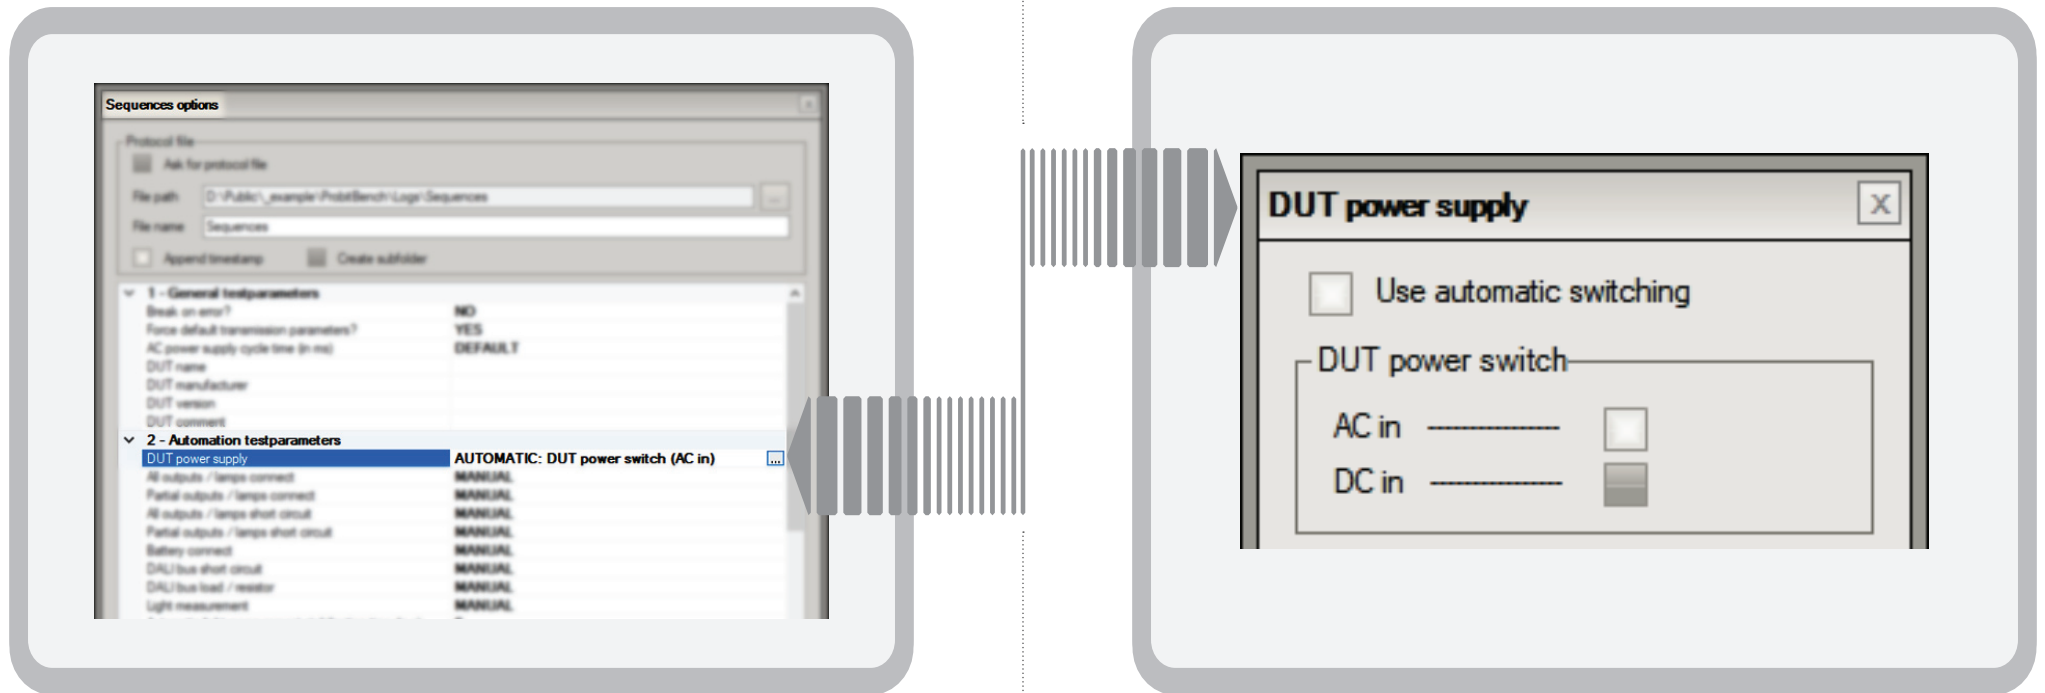 Sequences options
Protocol file
Ask for protocol file
File path D:\Public\_example\ProbitBench\Logs\Sequences ...
File name Sequences
Append timestamp Create subfolder
1 - General testparameters
Break on error? NO
Force default transmission parameters? YES
AC power supply cycle time (in ms) DEFAULT
DUT name
DUT manufacturer
DUT version
DUT comment
2 - Automation testparameters
DUT power supply AUTOMATIC: DUT power switch (AC in) ...
All outputs / lamps connect MANUAL
Partial outputs / lamps connect MANUAL
All outputs / lamps short circuit MANUAL
Partial outputs / lamps short circuit MANUAL
Battery connect MANUAL
DALI bus short circuit MANUAL
DALI bus load / resistor MANUAL
Light measurement MANUAL
DUT power supply X
Use automatic switching
DUT power switch
AC in ---------------
DC in ---------------